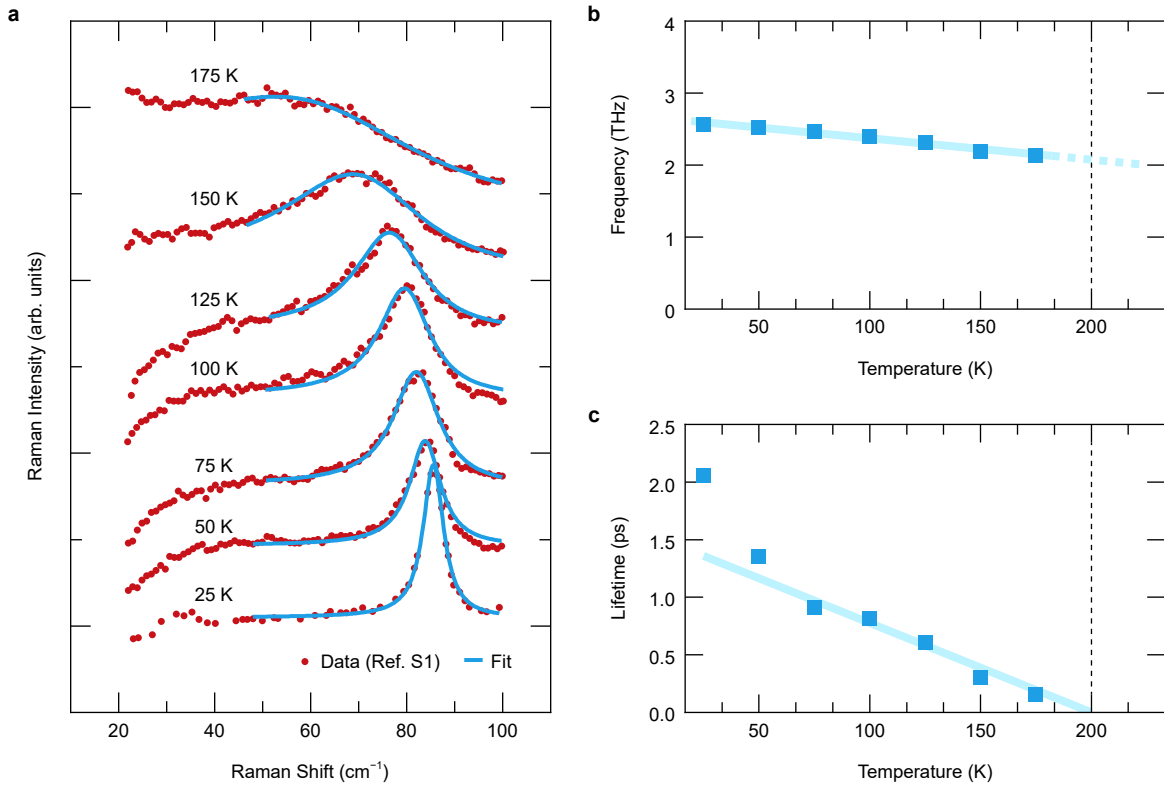 a
175 K
150 K
125 K
100 K
75 K
50 K
25 K
Data (Ref. S1)
Fit
20 40 60 80 100
Raman Shift (cm⁻¹)
Raman Intensity (arb. units)
b
4
3
2
1
0
Frequency (THz)
50 100 150 200
Temperature (K)
c
2.5
2.0
1.5
1.0
0.5
0.0
Lifetime (ps)
50 100 150 200
Temperature (K)